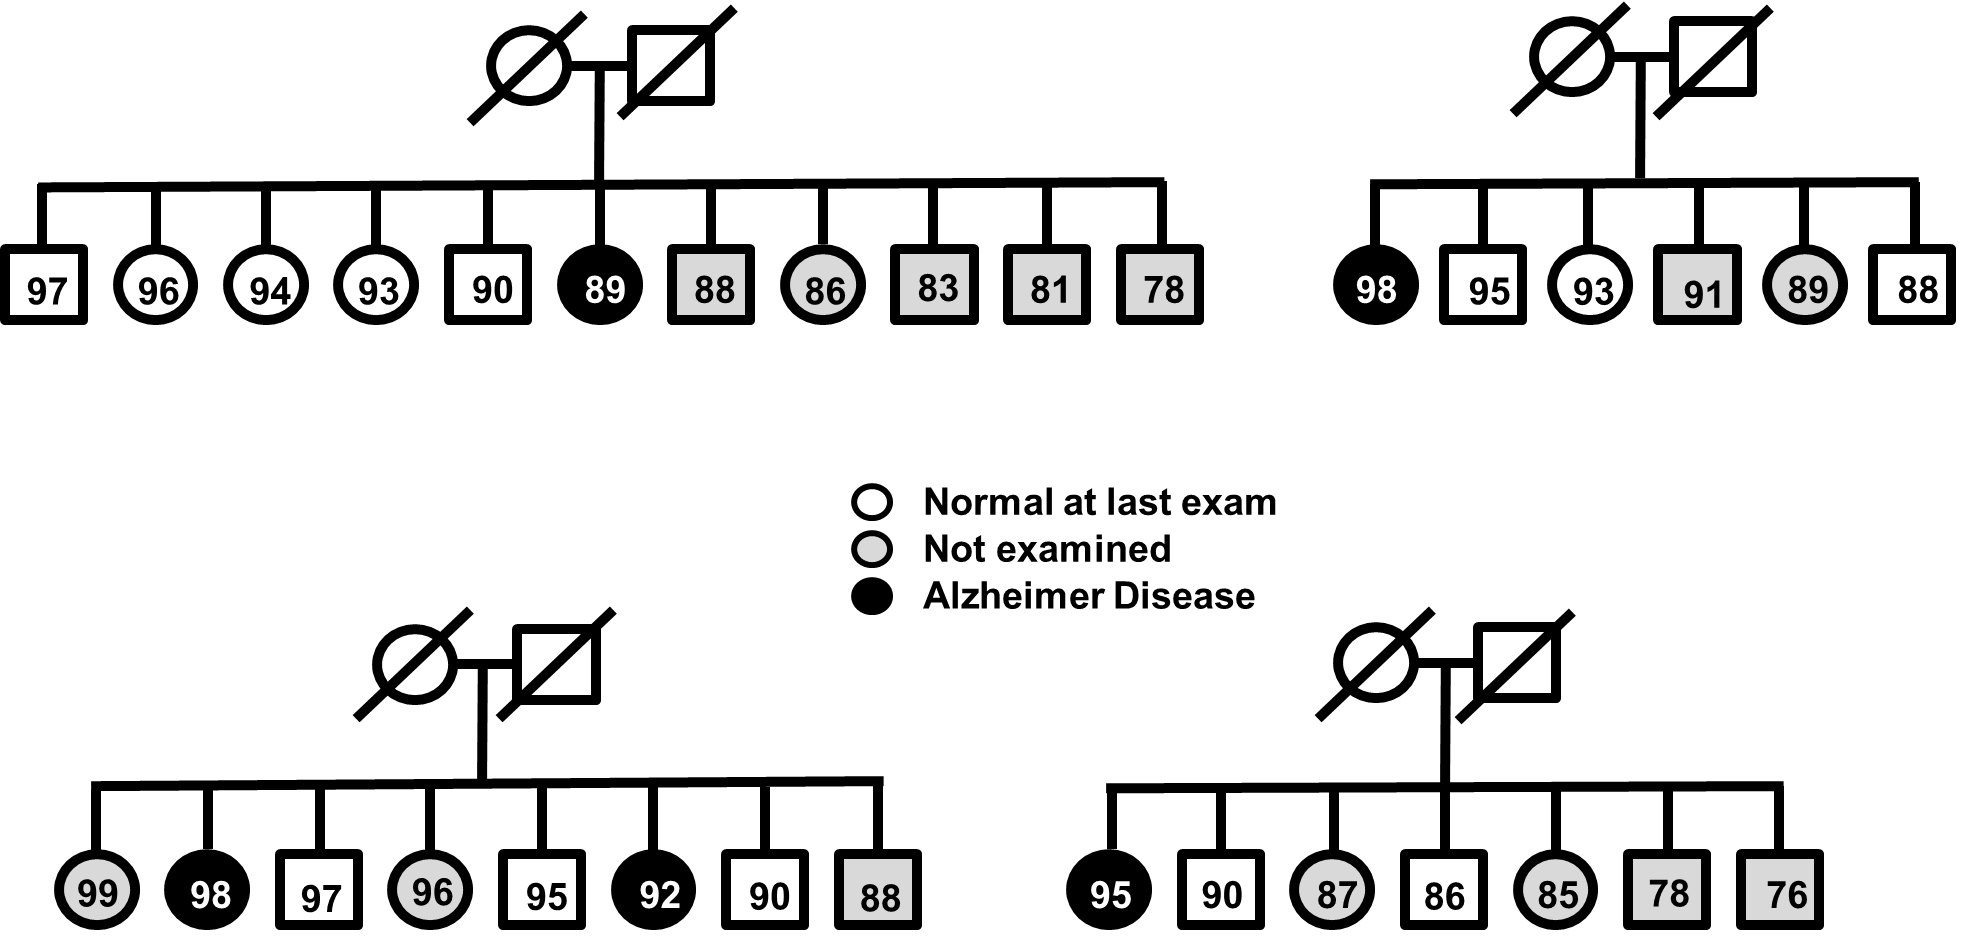 97 96 94 93 90 89 88 86 83 81 78
98 95 93 91 89 88
Normal at last exam
Not examined
Alzheimer Disease
99 98 97 96 95 92 90 88
95 90 87 86 85 78 76